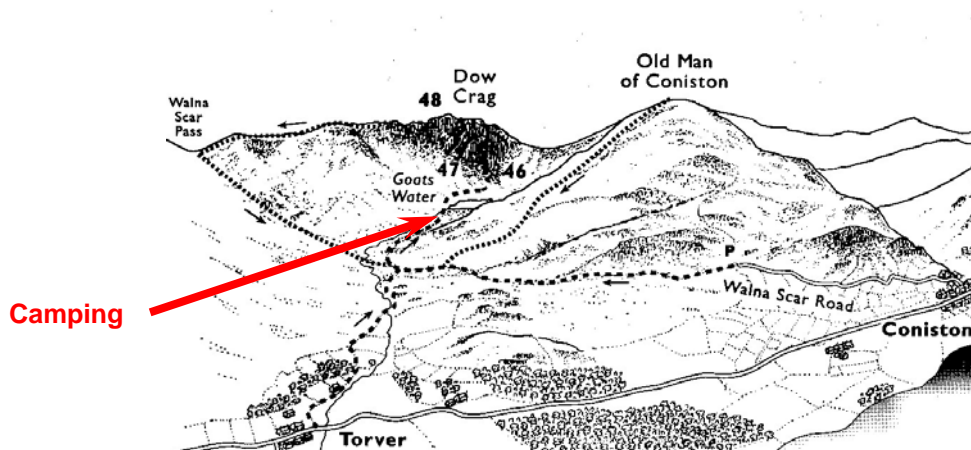 Old Man
of Coniston
Dow
Crag
48
Walna
Scar
Pass
47
46
Goats
Water
P
Walna Scar Road
Camping
Coniston
Torver